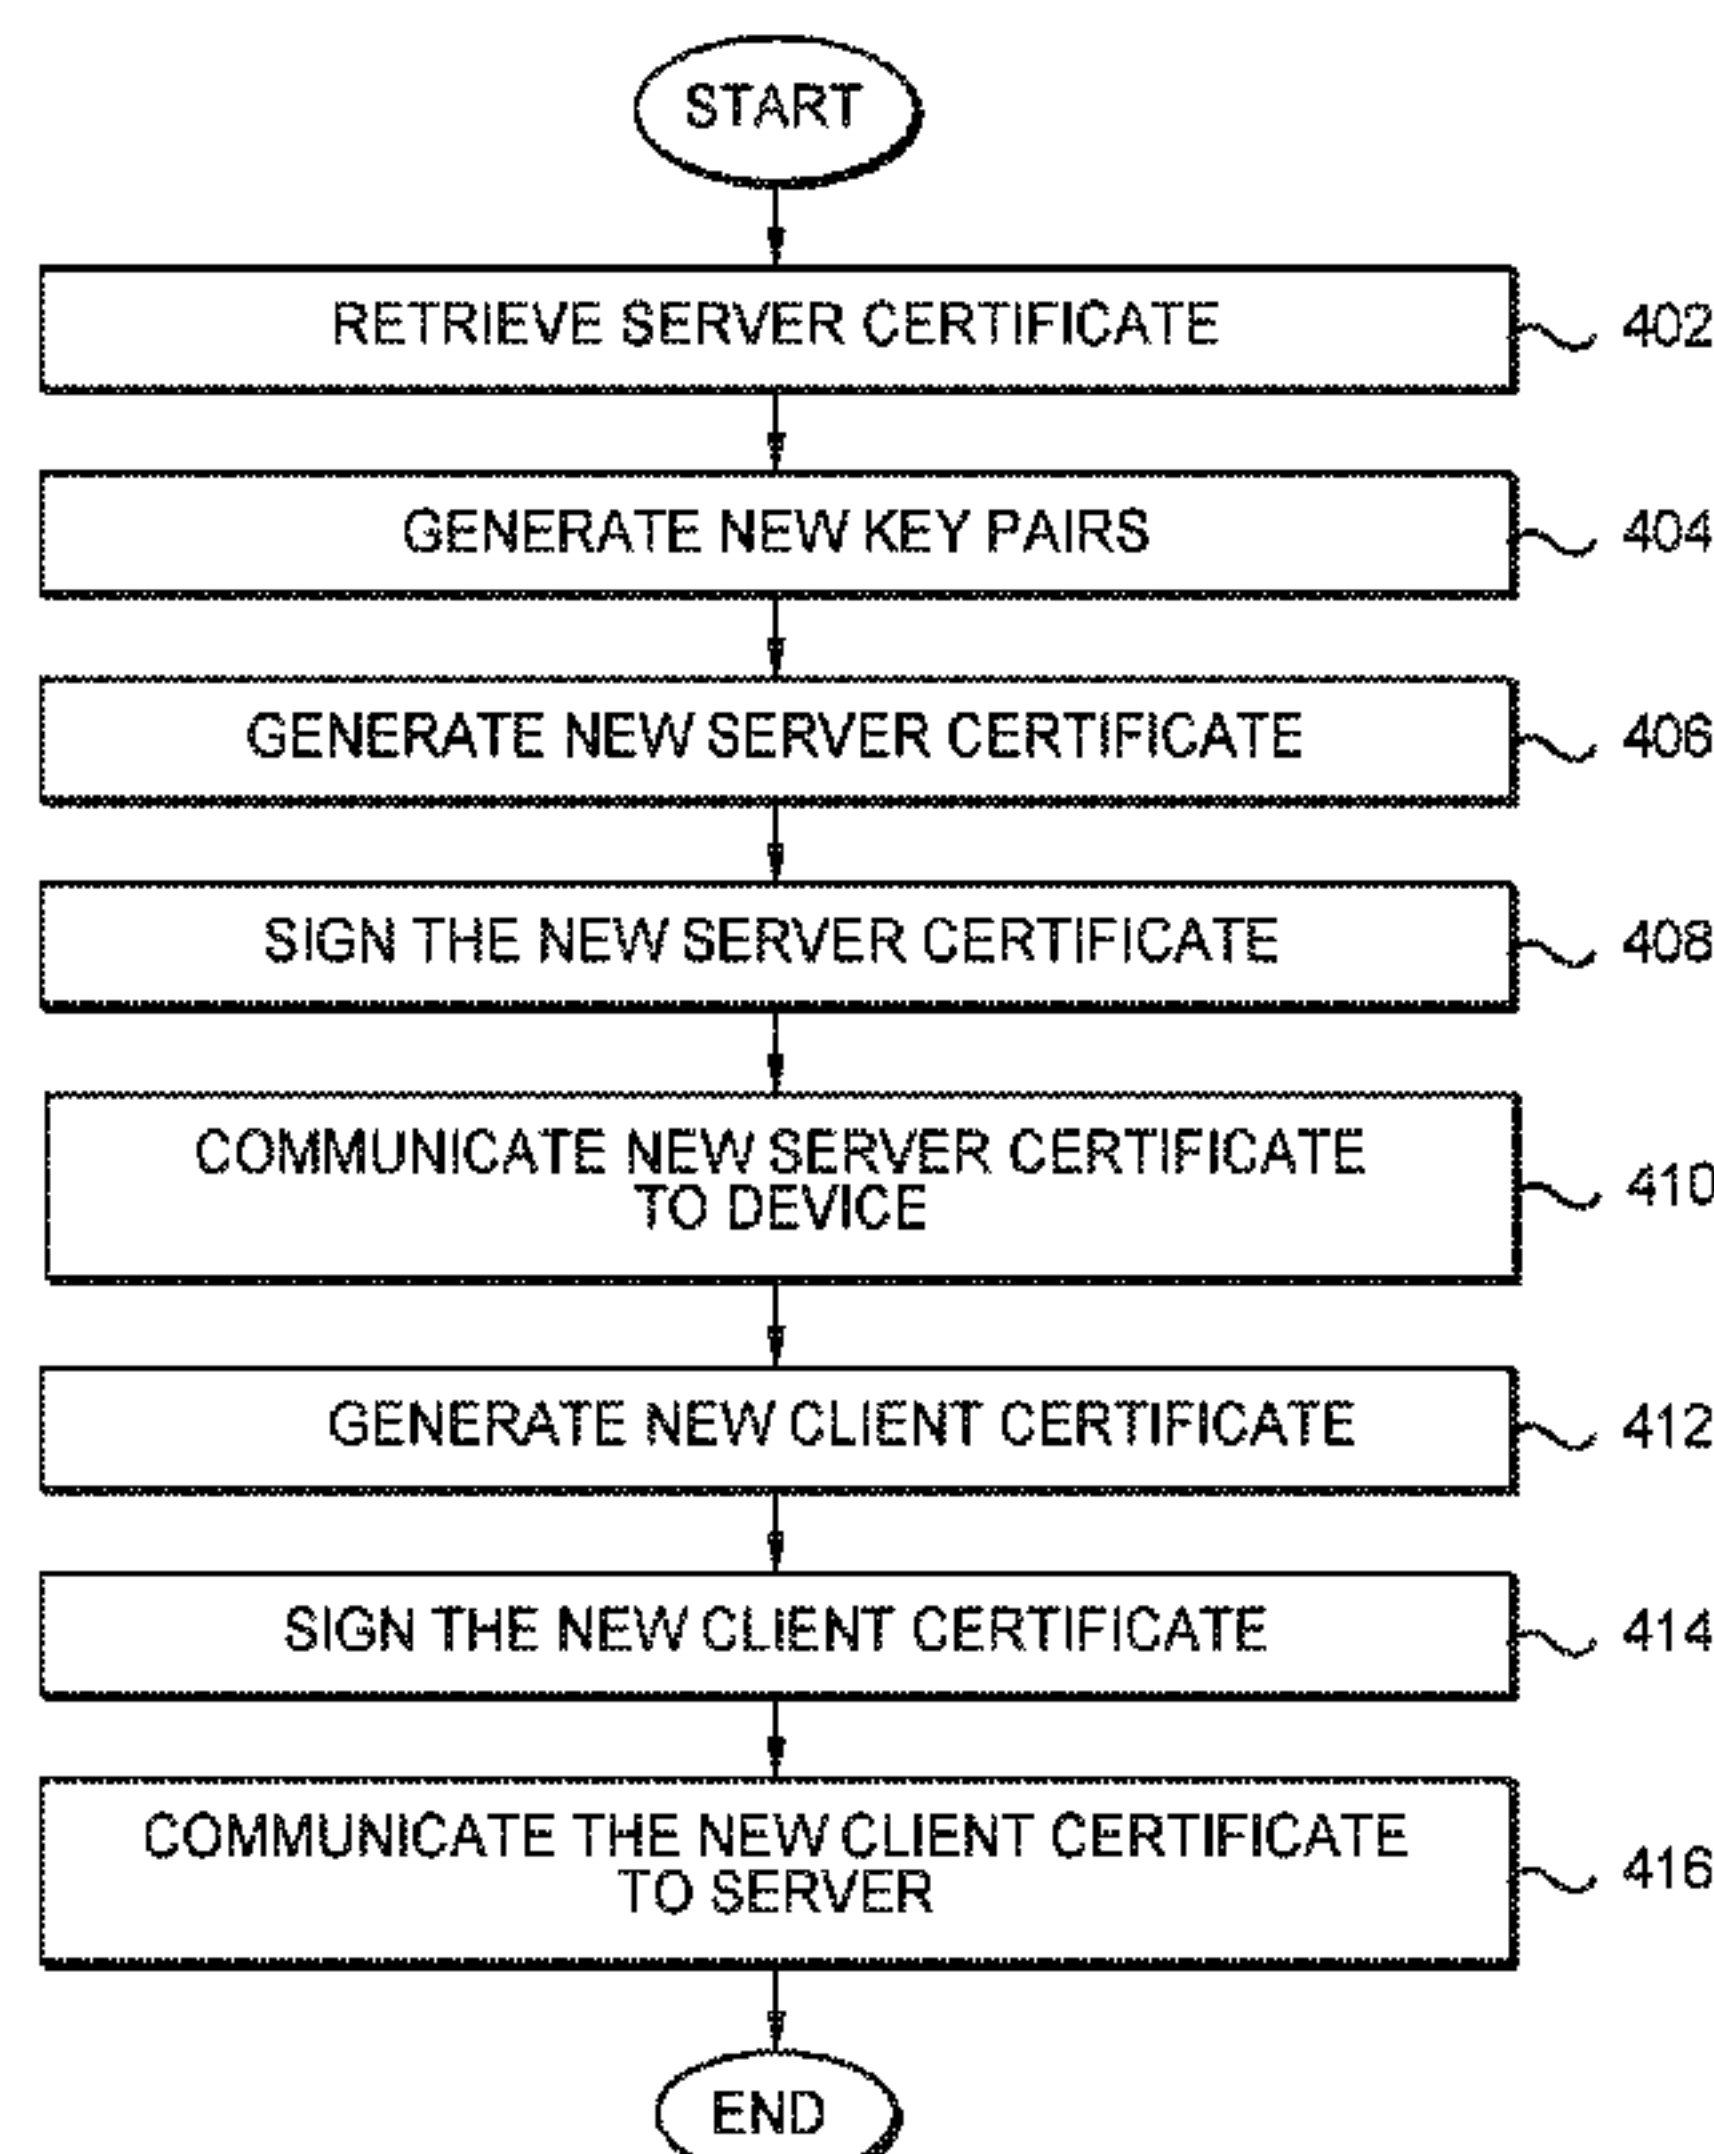 START
RETRIEVE SERVER CERTIFICATE
402
GENERATE NEW KEY PAIRS
404
GENERATE NEW SERVER CERTIFICATE
406
SIGN THE NEW SERVER CERTIFICATE
408
COMMUNICATE NEW SERVER CERTIFICATE
TO DEVICE
410
GENERATE NEW CLIENT CERTIFICATE
412
SIGN THE NEW CLIENT CERTIFICATE
414
COMMUNICATE THE NEW CLIENT CERTIFICATE
TO SERVER
416
END